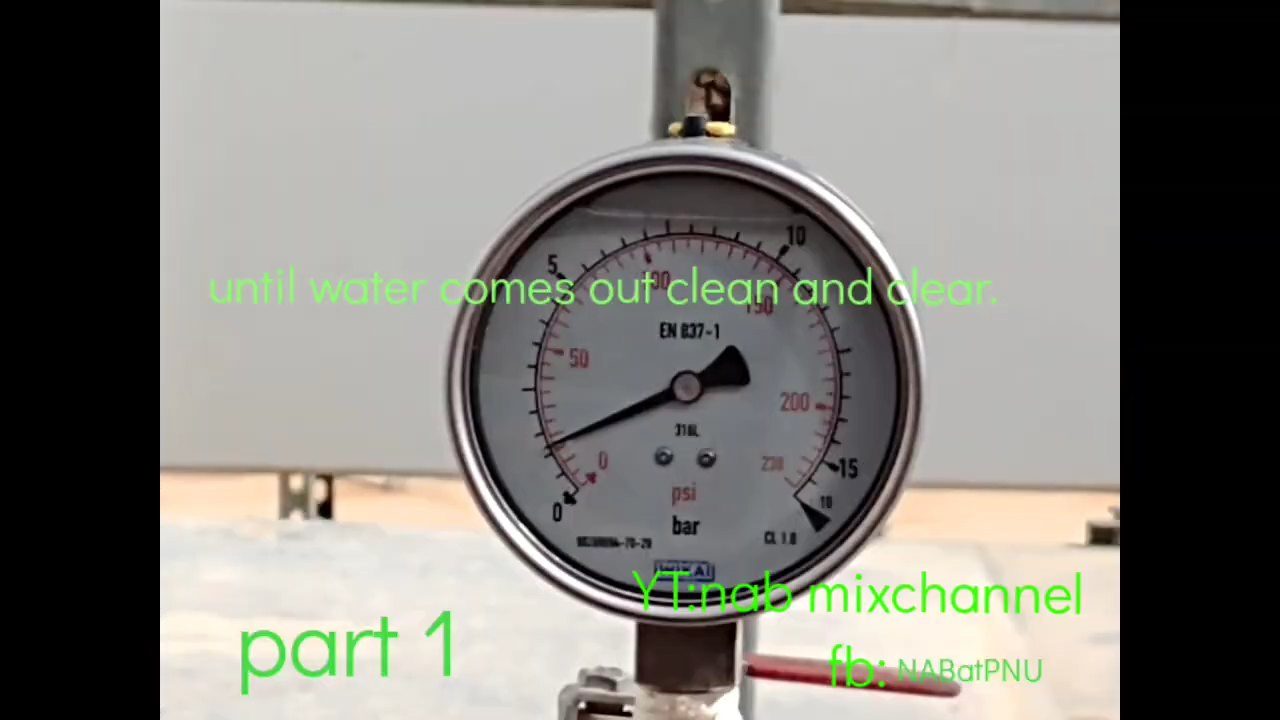 10
5
100
until water comes out clean and clear.
150
EN 837-1
50
200
316L
0
230
15
psi
0
bar
CL 1.0
WIKAI
YT:nab mixchannel
part 1
fb: NABatPNU